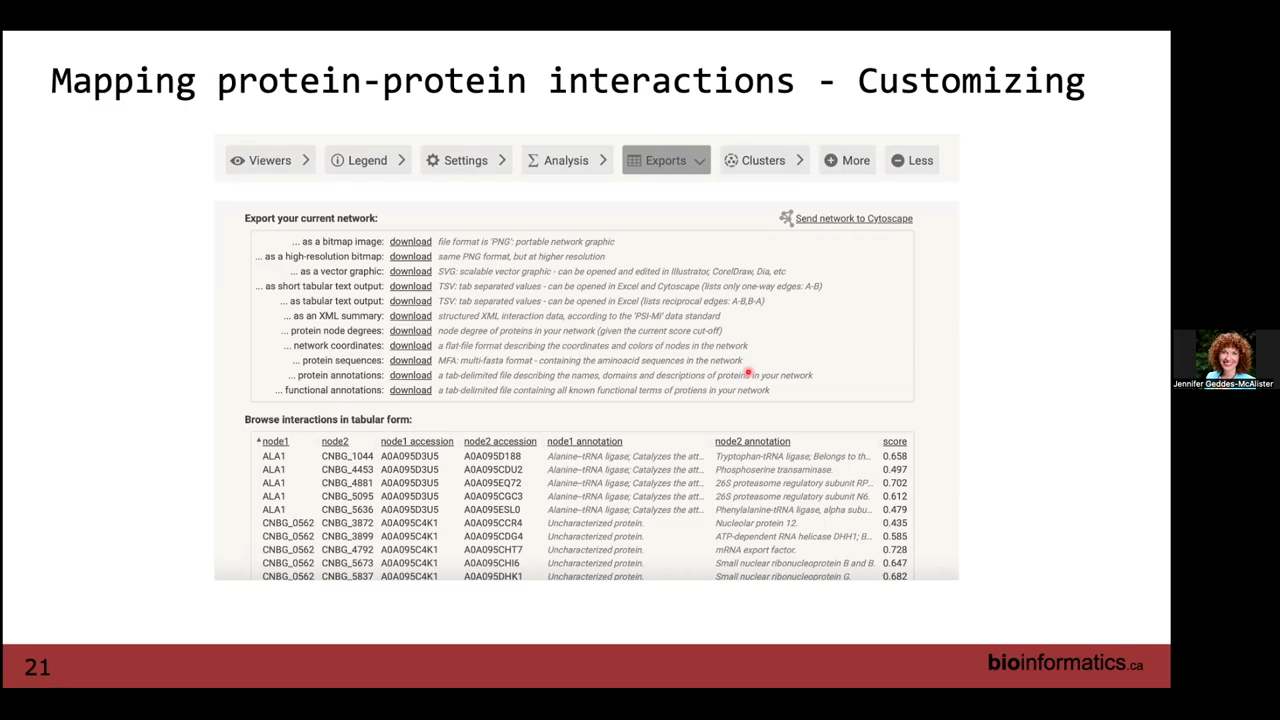 Mapping protein-protein interactions - Customizing
Viewers Legend Settings Analysis Exports Clusters More Less
Export your current network: Send network to Cytoscape
... as a bitmap image: download file format is 'PNG': portable network graphic
... as a high-resolution bitmap: download same PNG format, but at higher resolution
... as a vector graphic: download SVG: scalable vector graphic - can be opened and edited in Illustrator, CorelDraw, Dia, etc
... as short tabular text output: download TSV: tab separated values - can be opened in Excel and Cytoscape (lists only one-way edges: A-B)
... as tabular text output: download TSV: tab separated values - can be opened in Excel (lists reciprocal edges: A-B,B-A)
... as an XML summary: download structured XML interaction data, according to the 'PSI-MI' data standard
... protein node degrees: download node degree of proteins in your network (given the current score cut-off)
... network coordinates: download a flat-file format describing the coordinates and colors of nodes in the network
... protein sequences: download MFA: multi-fasta format - containing the aminoacid sequences in the network
... protein annotations: download a tab-delimited file describing the names, domains and descriptions of proteins in your network
... functional annotations: download a tab-delimited file containing all known functional terms of protiens in your network
Browse interactions in tabular form:
node1 node2 node1 accession node2 accession node1 annotation node2 annotation score
ALA1 CNBG_1044 A0A095D3U5 A0A095D188 Alanine--tRNA ligase; Catalyzes the att... Tryptophan-tRNA ligase; Belongs to th... 0.658
ALA1 CNBG_4453 A0A095D3U5 A0A095CDU2 Alanine--tRNA ligase; Catalyzes the att... Phosphoserine transaminase. 0.497
ALA1 CNBG_4881 A0A095D3U5 A0A095EQ72 Alanine--tRNA ligase; Catalyzes the att... 26S proteasome regulatory subunit RP... 0.702
ALA1 CNBG_5095 A0A095D3U5 A0A095CGC3 Alanine--tRNA ligase; Catalyzes the att... 26S proteasome regulatory subunit N6. 0.612
ALA1 CNBG_5636 A0A095D3U5 A0A095ESL0 Alanine--tRNA ligase; Catalyzes the att... Phenylalanine-tRNA ligase, alpha subu... 0.479
CNBG_0562 CNBG_3872 A0A095C4K1 A0A095CCR4 Uncharacterized protein. Nucleolar protein 12. 0.435
CNBG_0562 CNBG_3899 A0A095C4K1 A0A095CDG4 Uncharacterized protein. ATP-dependent RNA helicase DHH1; B... 0.585
CNBG_0562 CNBG_4792 A0A095C4K1 A0A095CHT7 Uncharacterized protein. mRNA export factor. 0.728
CNBG_0562 CNBG_5673 A0A095C4K1 A0A095CHI6 Uncharacterized protein. Small nuclear ribonucleoprotein B and B. 0.647
CNBG_0562 CNBG_5837 A0A095C4K1 A0A095DHK1 Uncharacterized protein. Small nuclear ribonucleoprotein G. 0.682
Jennifer Geddes-McAlister
21
bioinformatics.ca